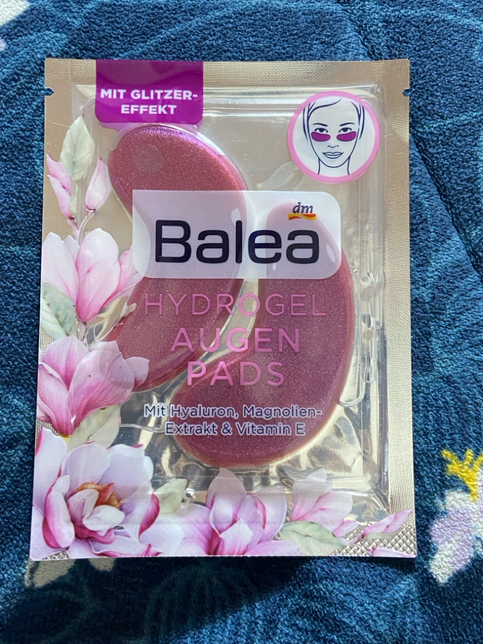 MIT GLITZER-
EFFEKT
dm
Balea
HYDROGEL
AUGEN
PADS
Mit Hyaluron, Magnolien-
Extrakt & Vitamin E